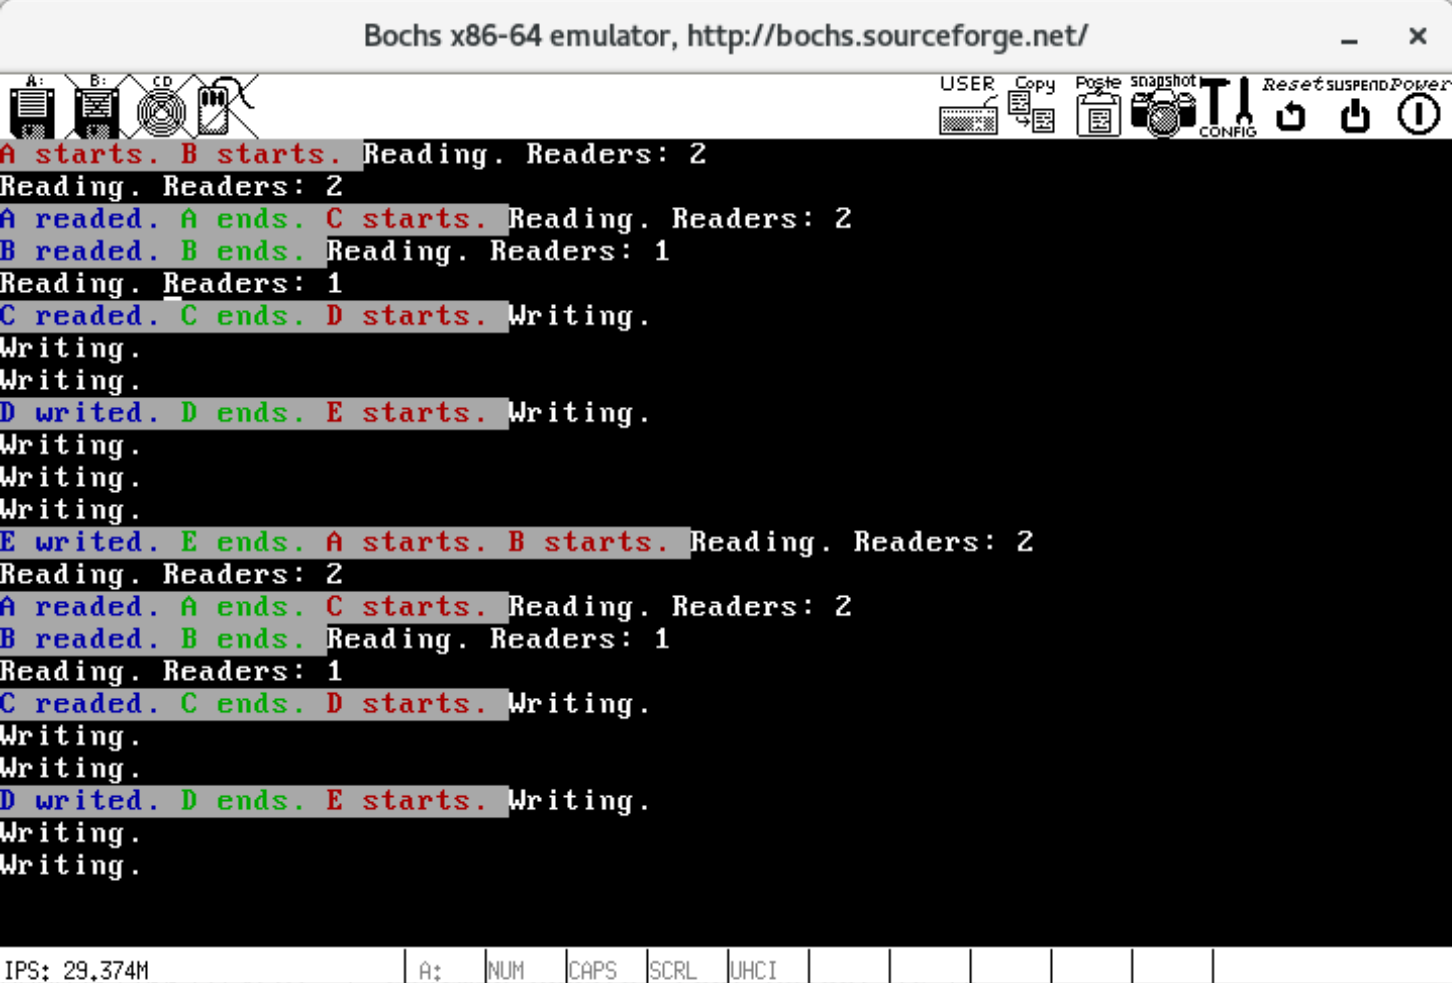 Bochs x86-64 emulator, http://bochs.sourceforge.net/
A: B: CD USER Copy Paste snapshot CONFIG Reset SUSPEND Power
A starts. B starts. Reading. Readers: 2
Reading. Readers: 2
A readed. A ends. C starts. Reading. Readers: 2
B readed. B ends. Reading. Readers: 1
Reading. Readers: 1
C readed. C ends. D starts. Writing.
Writing.
Writing.
D writed. D ends. E starts. Writing.
Writing.
Writing.
Writing.
E writed. E ends. A starts. B starts. Reading. Readers: 2
Reading. Readers: 2
A readed. A ends. C starts. Reading. Readers: 2
B readed. B ends. Reading. Readers: 1
Reading. Readers: 1
C readed. C ends. D starts. Writing.
Writing.
Writing.
D writed. D ends. E starts. Writing.
Writing.
Writing.
IPS: 29.374M A: NUM CAPS SCRL UHCI